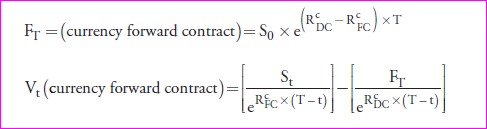 F_T = (currency forward contract) = S_0 × e^{(R^c_DC − R^c_FC) × T}
V_t (currency forward contract) = [S_t / e^{R^c_FC × (T − t)}] − [F_T / e^{R^c_DC × (T − t)}]